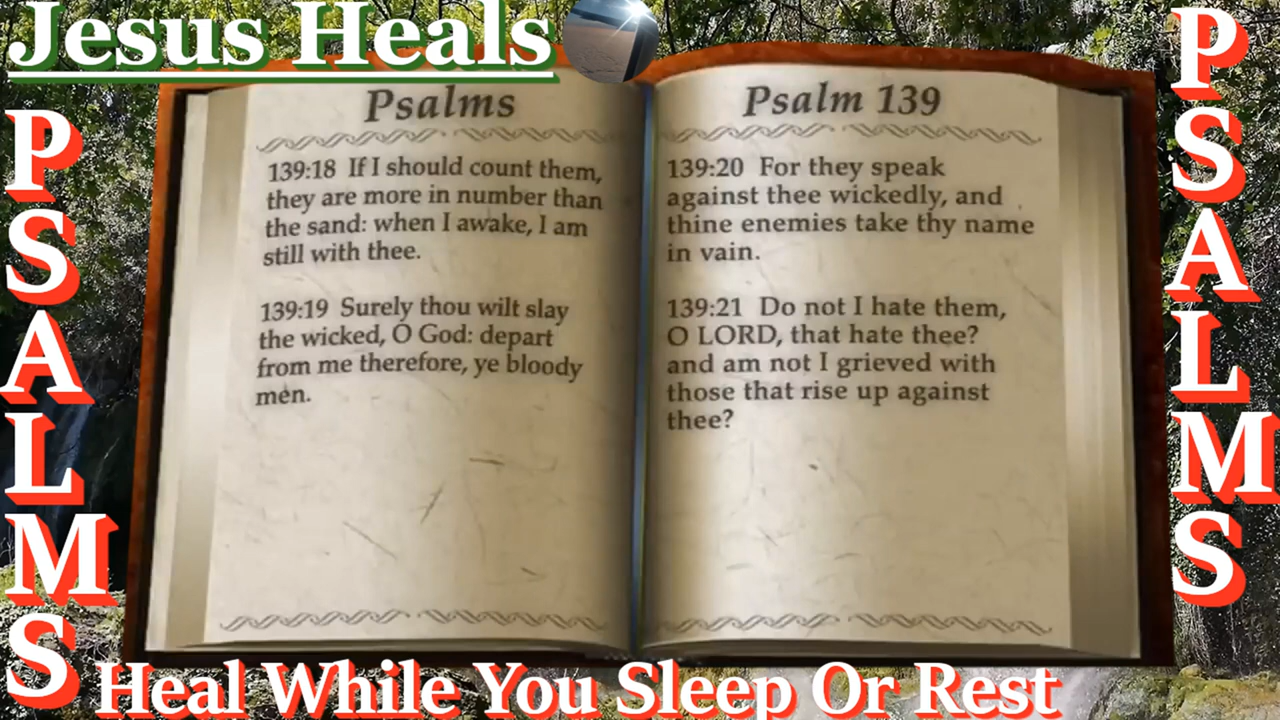 Jesus Heals
PSALMS
Psalms
139:18 If I should count them,
they are more in number than
the sand: when I awake, I am
still with thee.
139:19 Surely thou wilt slay
the wicked, O God: depart
from me therefore, ye bloody
men.
Psalm 139
139:20 For they speak
against thee wickedly, and
thine enemies take thy name
in vain.
139:21 Do not I hate them,
O LORD, that hate thee?
and am not I grieved with
those that rise up against
thee?
PSALMS
Heal While You Sleep Or Rest